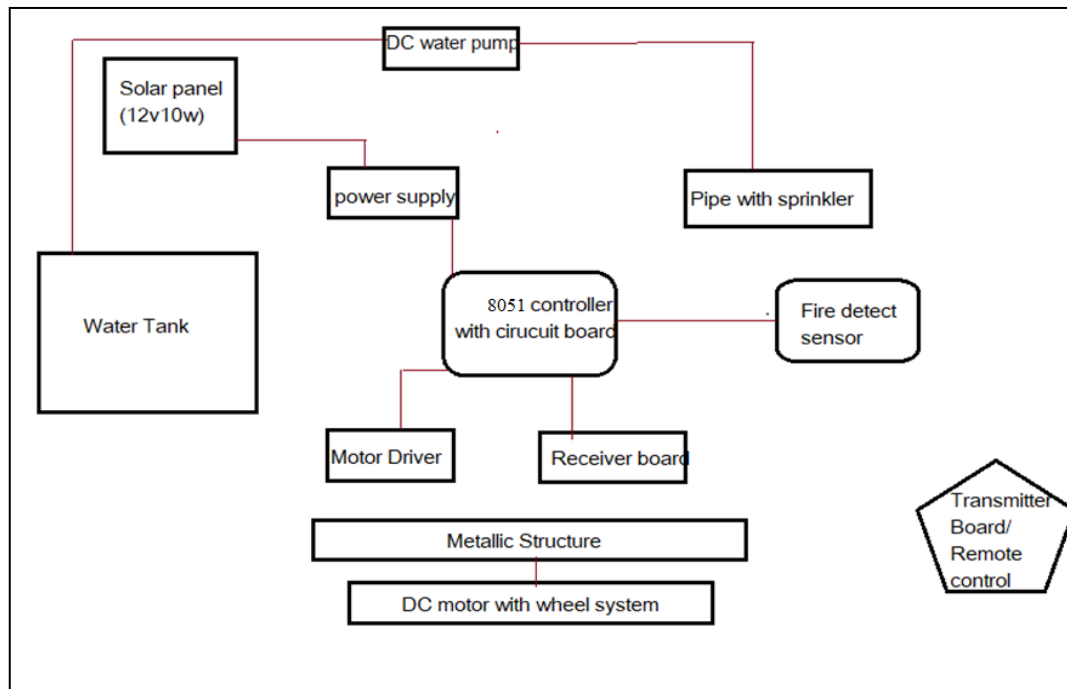 DC water pump
Solar panel
(12v10w)
power supply
Pipe with sprinkler
Water Tank
8051 controller
with cirucuit board
Fire detect
sensor
Motor Driver
Receiver board
Transmitter
Board/
Remote
control
Metallic Structure
DC motor with wheel system